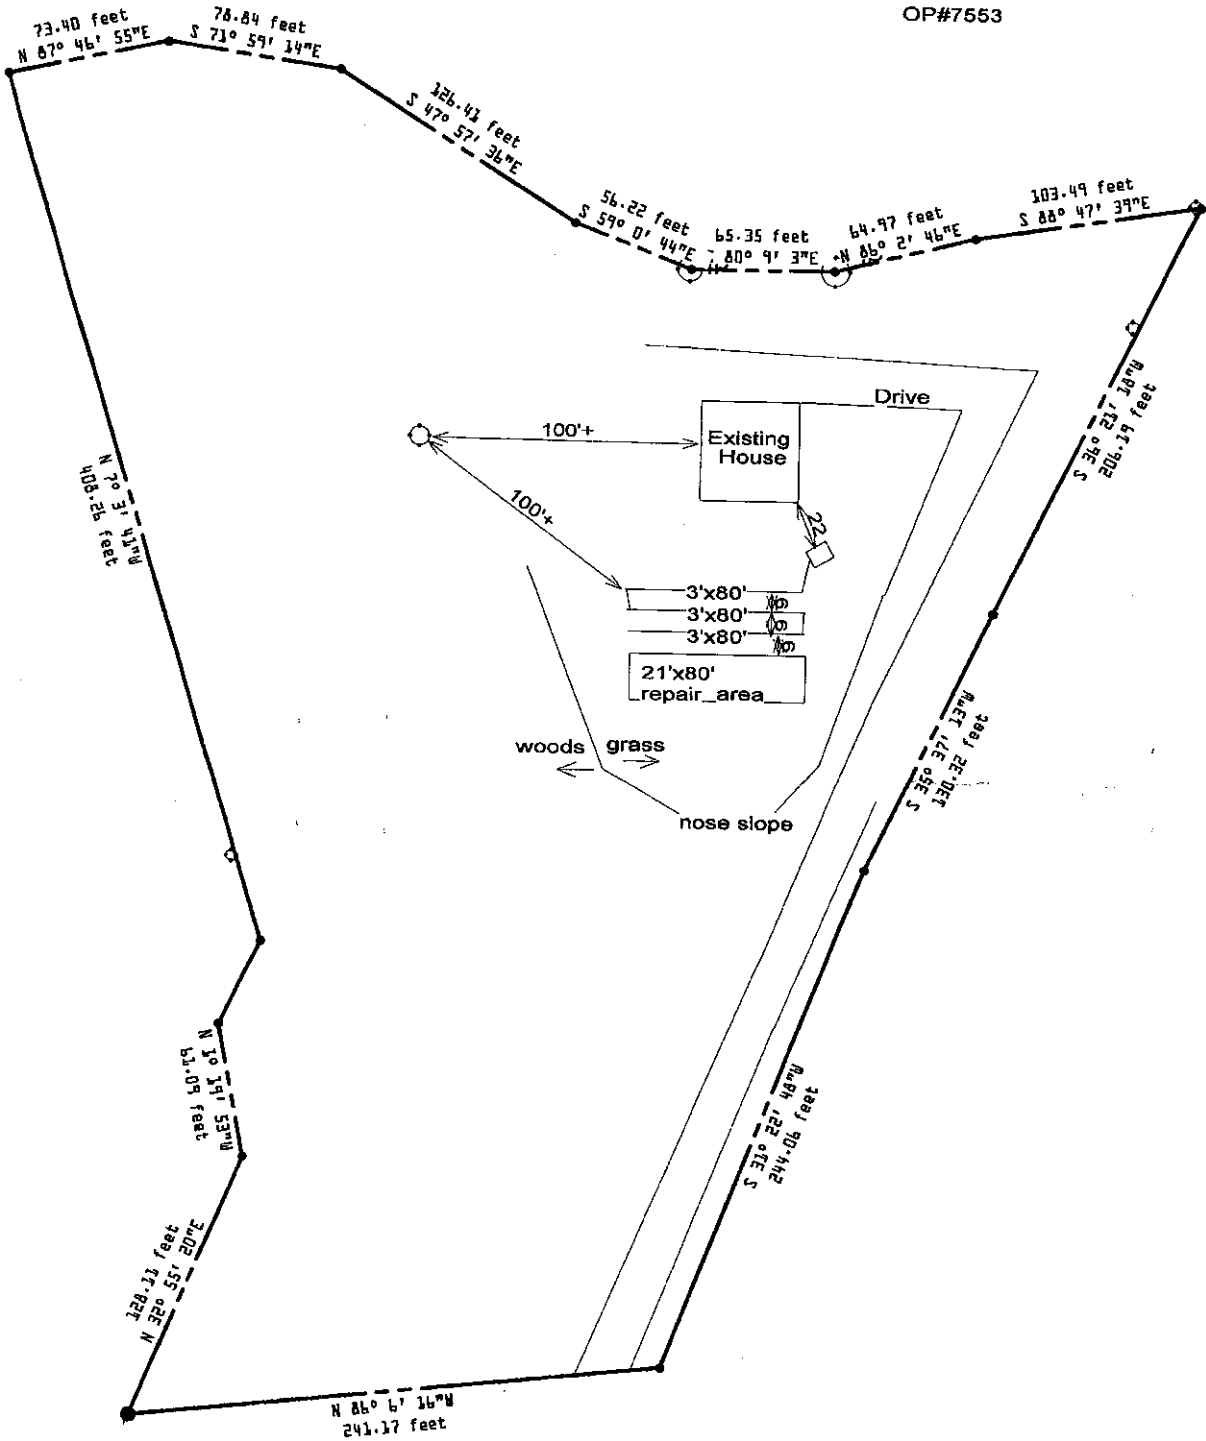 OP#7553
73.40 feet
N 87° 46' 55"E
78.84 feet
S 71° 59' 14"E
126.41 feet
S 47° 57' 36"E
56.22 feet
S 59° 0' 44"E
65.35 feet
80° 9' 3"E
64.97 feet
N 86° 2' 46"E
103.49 feet
S 88° 47' 39"E
S 36° 21' 18"W
206.19 feet
Drive
Existing
House
100'+
100'+
22
N 7° 3' 41"W
408.26 feet
3'x80'
3'x80'
3'x80'
6
6
6
21'x80'
repair area
woods
grass
nose slope
S 35° 37' 13"W
130.32 feet
N 1° 19' 53"W
61.09 feet
S 31° 22' 48"W
244.06 feet
128.11 feet
N 32° 55' 20"E
N 86° 6' 16"W
241.17 feet